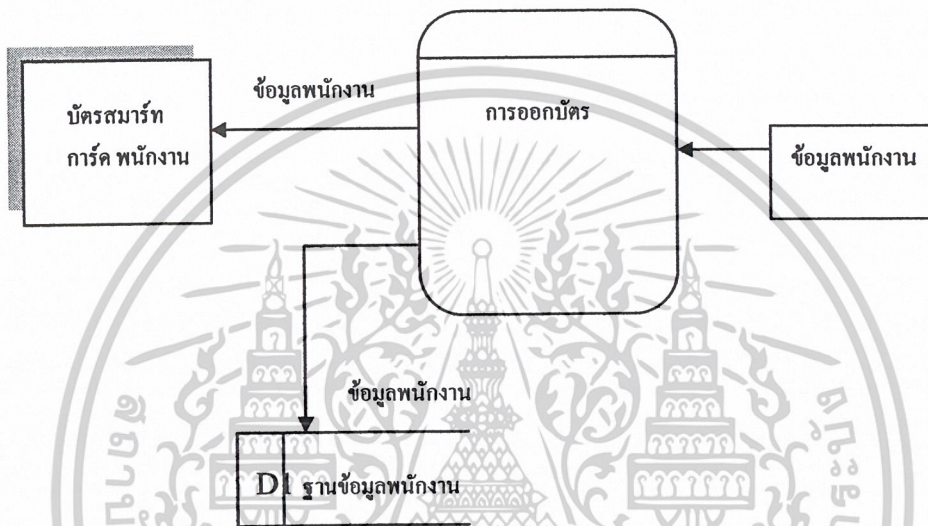 ข้อมูลพนักงาน
บัตรสมาร์ท
การ์ด พนักงาน
การออกบัตร
ข้อมูลพนักงาน
ข้อมูลพนักงาน
D1 ฐานข้อมูลพนักงาน